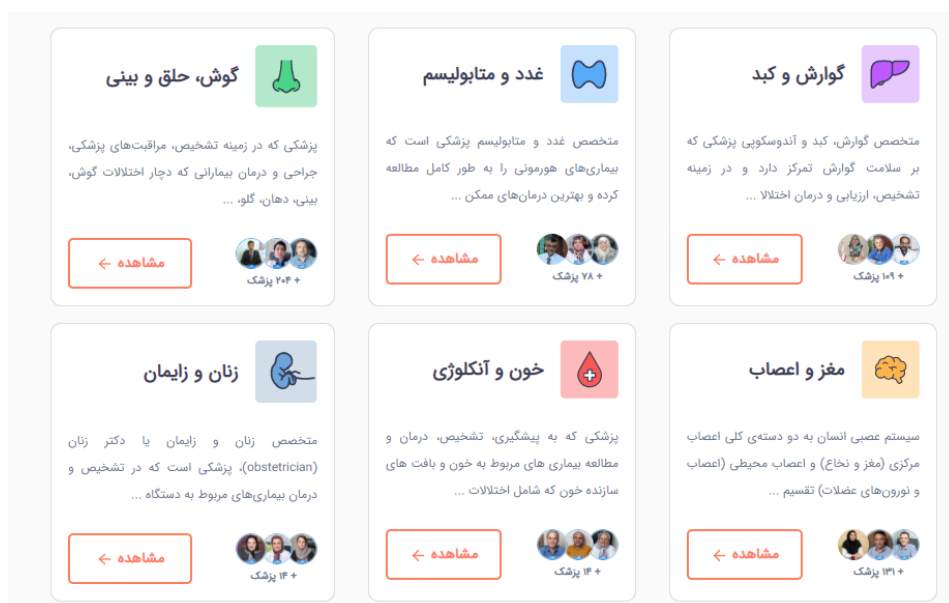 گوارش و کبد
متخصص گوارش، کبد و آندوسکوپی پزشکی که
بر سلامت گوارش تمرکز دارد و در زمینه
تشخیص، ارزیابی و درمان اختلالا ...
+ ۱۰۹ پزشک
مشاهده ←
غدد و متابولیسم
متخصص غدد و متابولیسم پزشکی است که
بیماری‌های هورمونی را به طور کامل مطالعه
کرده و بهترین درمان‌های ممکن ...
+ ۷۸ پزشک
مشاهده ←
گوش، حلق و بینی
پزشکی که در زمینه تشخیص، مراقبت‌های پزشکی،
جراحی و درمان بیمارانی که دچار اختلالات گوش،
بینی، دهان، گلو، ...
+ ۲۰۴ پزشک
مشاهده ←
مغز و اعصاب
سیستم عصبی انسان به دو دسته‌ی کلی اعصاب
مرکزی (مغز و نخاع) و اعصاب محیطی (اعصاب
و نورون‌های عضلات) تقسیم ...
+ ۱۳۱ پزشک
مشاهده ←
خون و آنکلوژی
پزشکی که به پیشگیری، تشخیص، درمان و
مطالعه بیماری های مربوط به خون و بافت های
سازنده خون که شامل اختلالات ...
+ ۱۴ پزشک
مشاهده ←
زنان و زایمان
متخصص زنان و زایمان یا دکتر زنان
(obstetrician)، پزشکی است که در تشخیص و
درمان بیماری‌های مربوط به دستگاه ...
+ ۱۴ پزشک
مشاهده ←